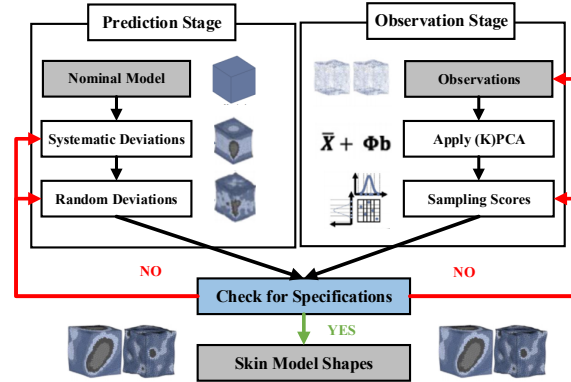 Prediction Stage
Observation Stage
Nominal Model
Observations
Systematic Deviations
X̄ + Φb
Apply (K)PCA
Random Deviations
Sampling Scores
NO
NO
Check for Specifications
YES
Skin Model Shapes